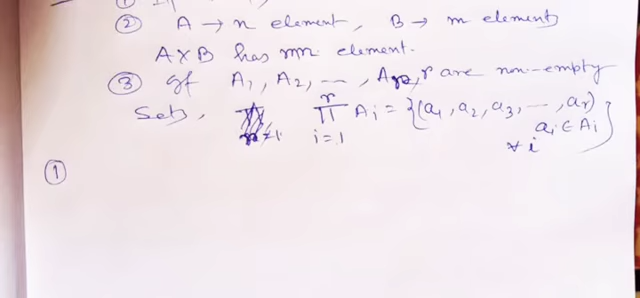 ② A → n element, B → m elements
A×B has mn element.
③ If A₁, A₂, ---, Aᵣ, r are non-empty
Sets, ∏ᵢ₌₁ʳ Aᵢ = {(a₁, a₂, a₃, ---, aᵣ)
aᵢ ∈ Aᵢ }
∀ i
①